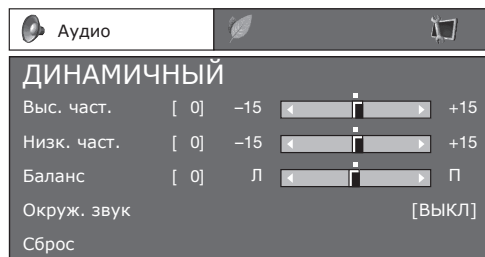 Аудио
ДИНАМИЧНЫЙ
Выс. част. [ 0] –15 +15
Низк. част. [ 0] –15 +15
Баланс [ 0] Л П
Окруж. звук [ВЫКЛ]
Сброс